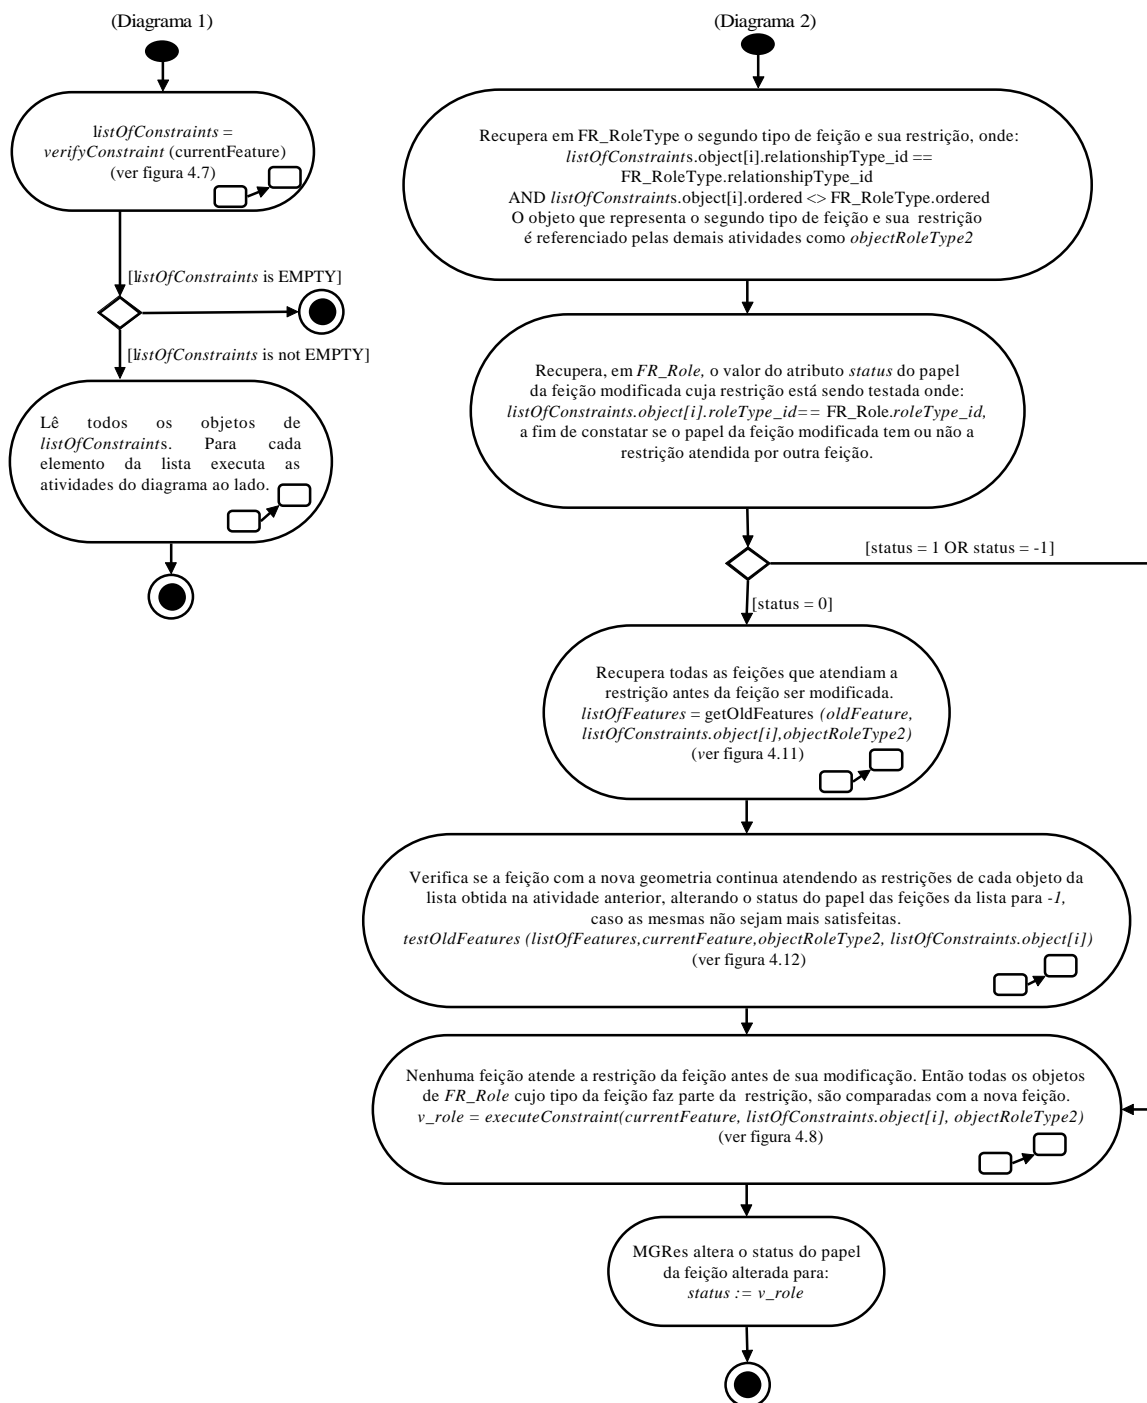 (Diagrama 1)
listOfConstraints =
verifyConstraint (currentFeature)
(ver figura 4.7)
[listOfConstraints is EMPTY]
[listOfConstraints is not EMPTY]
Lê todos os objetos de
listOfConstraints. Para cada
elemento da lista executa as
atividades do diagrama ao lado.
(Diagrama 2)
Recupera em FR_RoleType o segundo tipo de feição e sua restrição, onde:
listOfConstraints.object[i].relationshipType_id ==
FR_RoleType.relationshipType_id
AND listOfConstraints.object[i].ordered <> FR_RoleType.ordered
O objeto que representa o segundo tipo de feição e sua restrição
é referenciado pelas demais atividades como objectRoleType2
Recupera, em FR_Role, o valor do atributo status do papel
da feição modificada cuja restrição está sendo testada onde:
listOfConstraints.object[i].roleType_id== FR_Role.roleType_id,
a fim de constatar se o papel da feição modificada tem ou não a
restrição atendida por outra feição.
[status = 1 OR status = -1]
[status = 0]
Recupera todas as feições que atendiam a
restrição antes da feição ser modificada.
listOfFeatures = getOldFeatures (oldFeature,
listOfConstraints.object[i],objectRoleType2)
(ver figura 4.11)
Verifica se a feição com a nova geometria continua atendendo as restrições de cada objeto da
lista obtida na atividade anterior, alterando o status do papel das feições da lista para -1,
caso as mesmas não sejam mais satisfeitas.
testOldFeatures (listOfFeatures,currentFeature,objectRoleType2, listOfConstraints.object[i])
(ver figura 4.12)
Nenhuma feição atende a restrição da feição antes de sua modificação. Então todas os objetos
de FR_Role cujo tipo da feição faz parte da restrição, são comparadas com a nova feição.
v_role = executeConstraint(currentFeature, listOfConstraints.object[i], objectRoleType2)
(ver figura 4.8)
MGRes altera o status do papel
da feição alterada para:
status := v_role